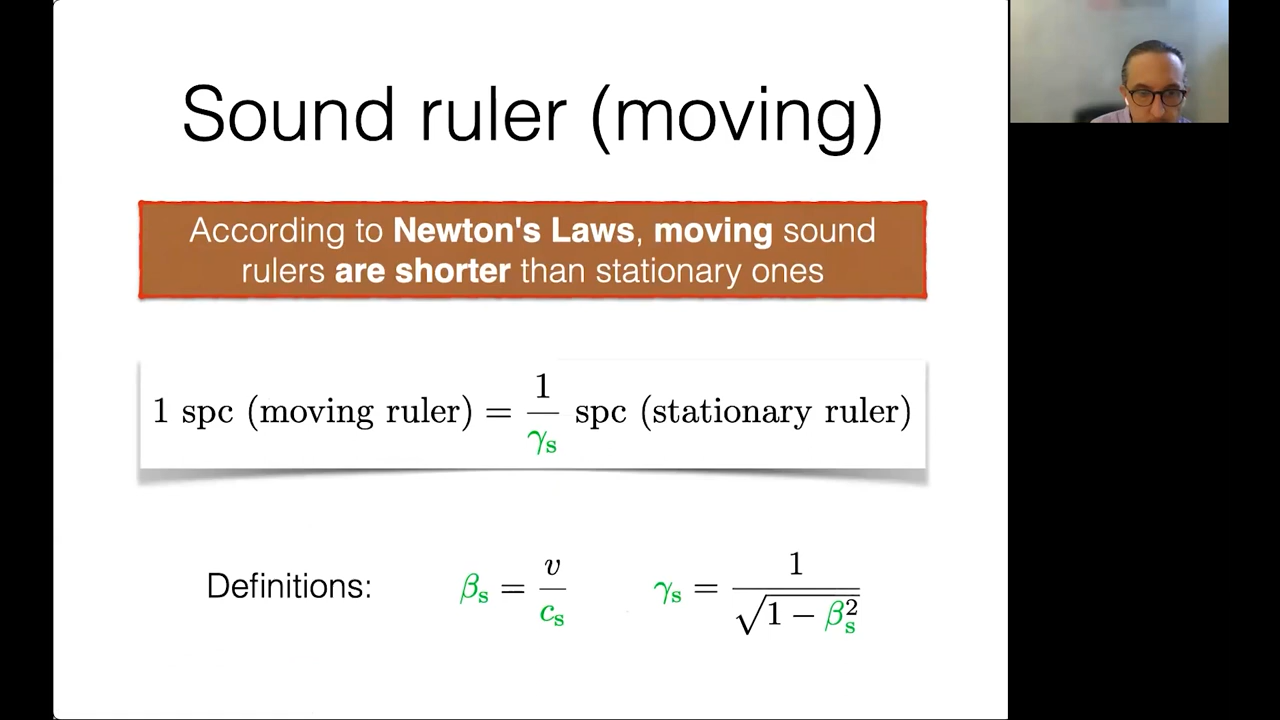 Sound ruler (moving)
According to Newton's Laws, moving sound
rulers are shorter than stationary ones
1 spc (moving ruler) = 1/γₛ spc (stationary ruler)
Definitions: βₛ = v/cₛ γₛ = 1/√(1 − βₛ²)